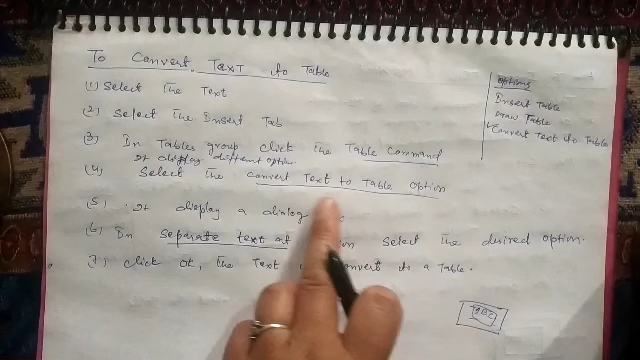 To Convert Text to Table
(1) Select the Text
(2) Select the Insert Tab
(3) In Tables group click the Table Command
It display different option
(4) Select the convert Text to Table option
(5) It display a dialog
(6) In separate text at select the desired option.
(7) click ok, the Text convert to a Table.
options
Insert Table
Draw Table
Convert Text to Table